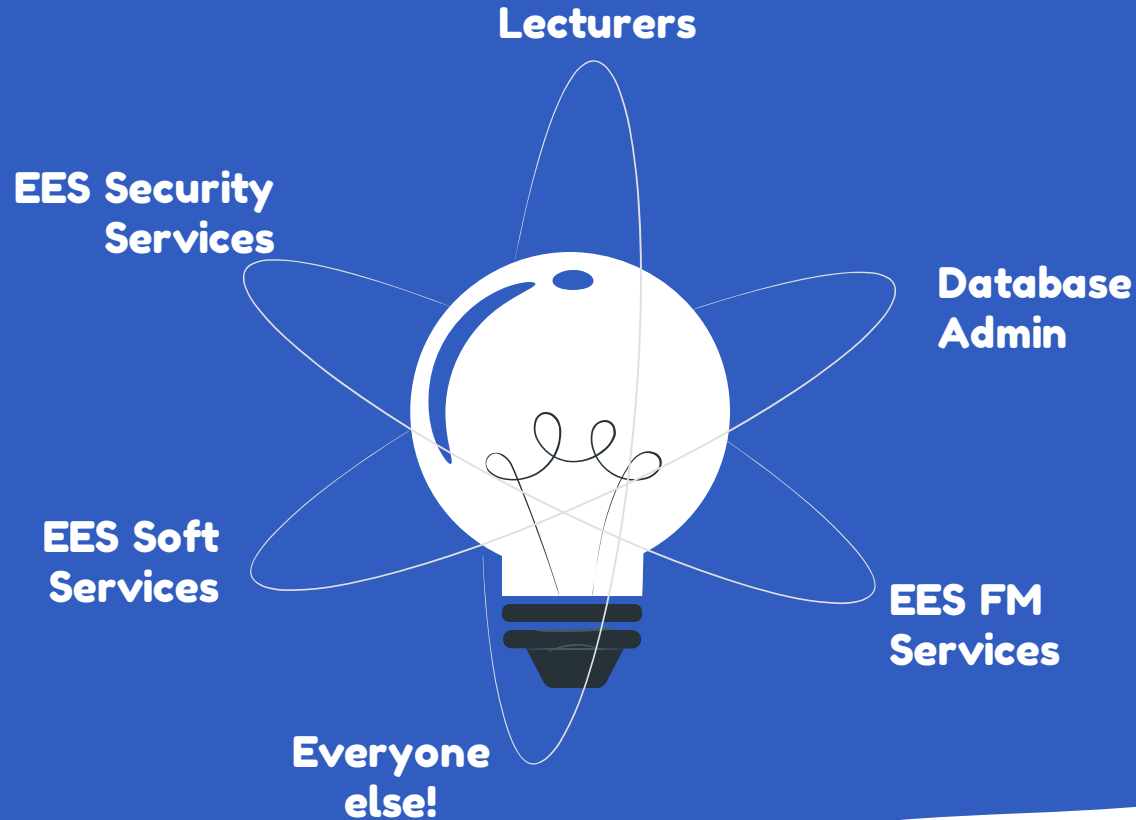 Lecturers
EES Security
Services
Database
Admin
EES Soft
Services
EES FM
Services
Everyone
else!